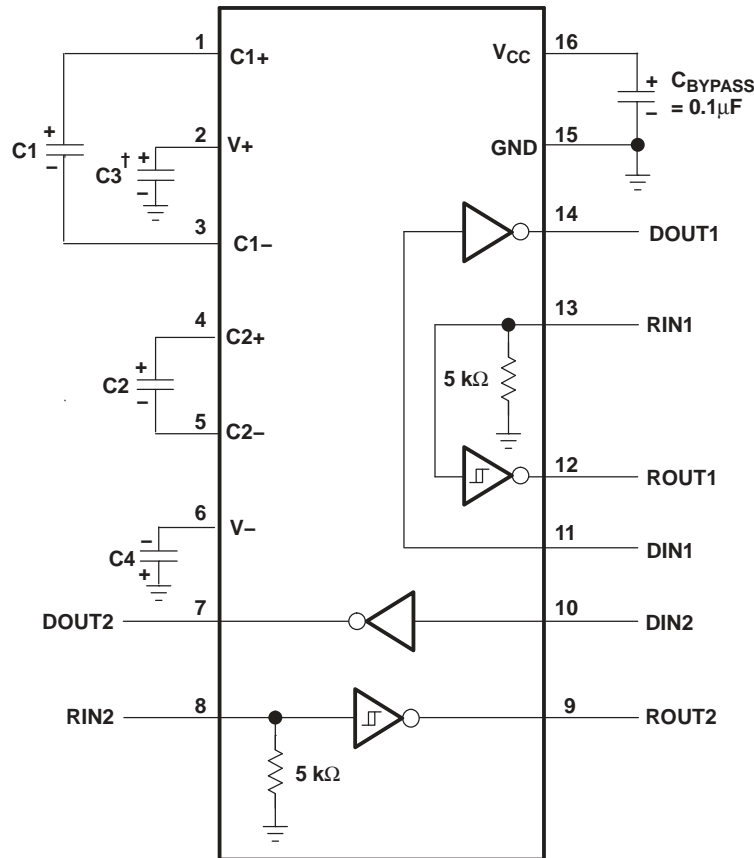 1 C1+
VCC 16
CBYPASS
= 0.1µF
+
−
C1 + −
2 V+
C3† + −
GND 15
3 C1−
14 DOUT1
4 C2+
13 RIN1
C2 + −
5 kΩ
5 C2−
12 ROUT1
6 V−
C4 − +
11 DIN1
DOUT2 7
10 DIN2
RIN2 8
9 ROUT2
5 kΩ